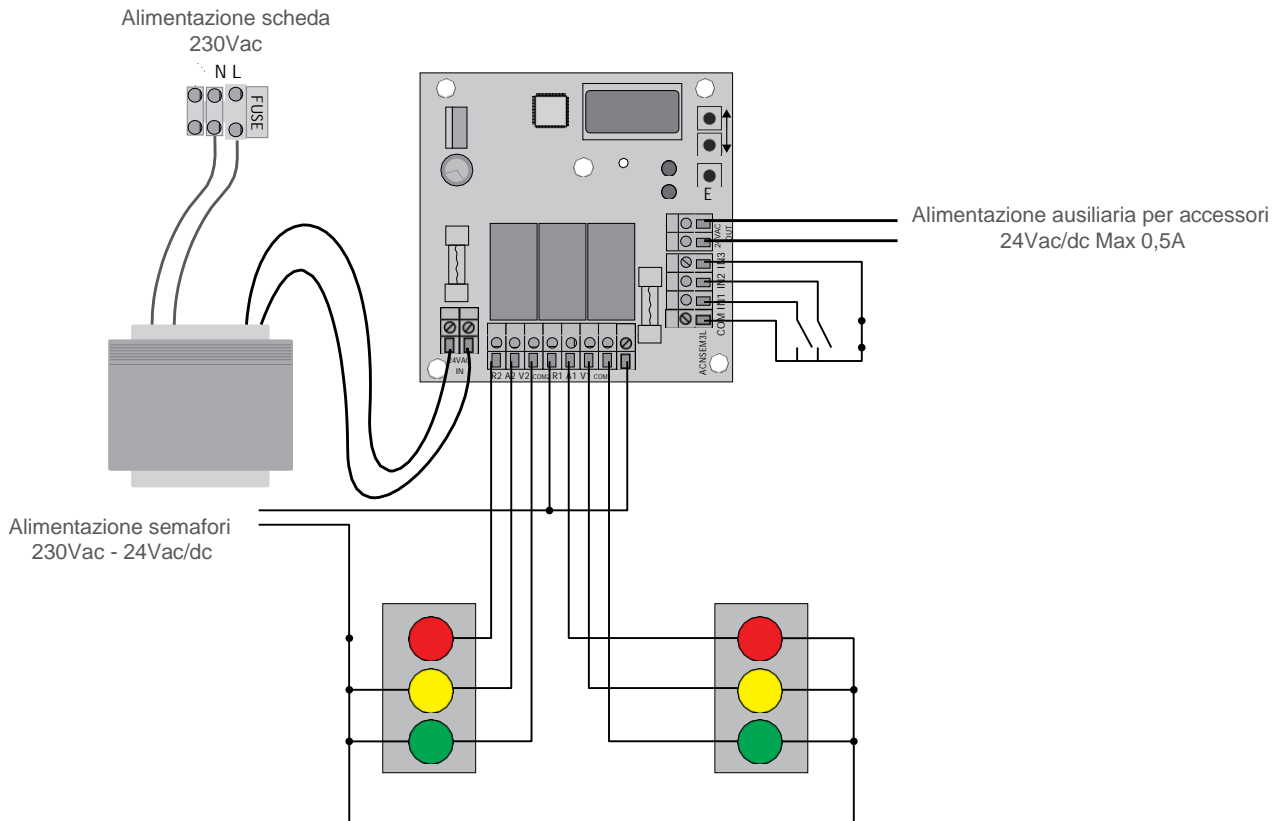 Alimentazione scheda
230Vac
N L
FUSE
E
24VAC
OUT
Alimentazione ausiliaria per accessori
24Vac/dc Max 0,5A
COM IN1 IN2 IN3
ACNSEM3L
24VAC
IN
R2 A2 V2 COM2 R1 A1 V1 COM
Alimentazione semafori
230Vac - 24Vac/dc